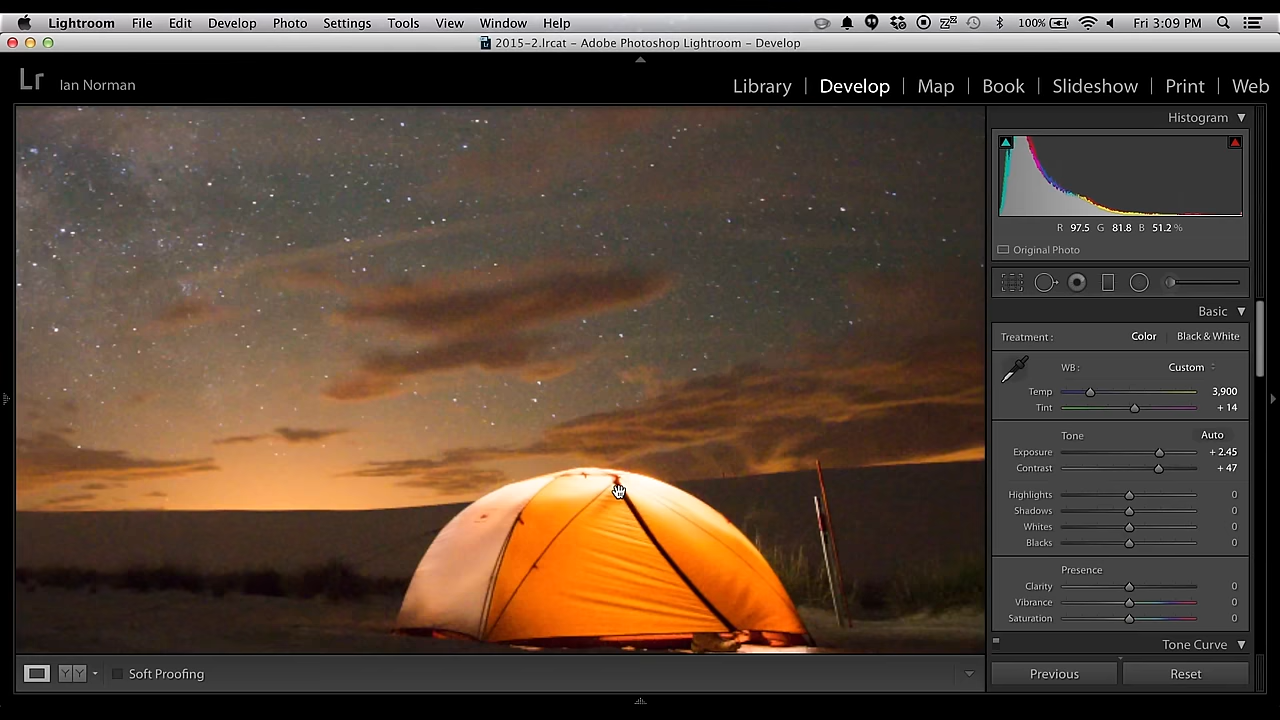 Lightroom File Edit Develop Photo Settings Tools View Window Help 100% Fri 3:09 PM
2015-2.lrcat – Adobe Photoshop Lightroom – Develop
Lr Ian Norman Library | Develop | Map | Book | Slideshow | Print | Web
Histogram
R 97.5 G 81.8 B 51.2 %
Original Photo
Basic
Treatment : Color Black & White
WB : Custom
Temp 3,900
Tint + 14
Tone Auto
Exposure + 2.45
Contrast + 47
Highlights 0
Shadows 0
Whites 0
Blacks 0
Presence
Clarity 0
Vibrance 0
Saturation 0
Tone Curve
YY Soft Proofing Previous Reset